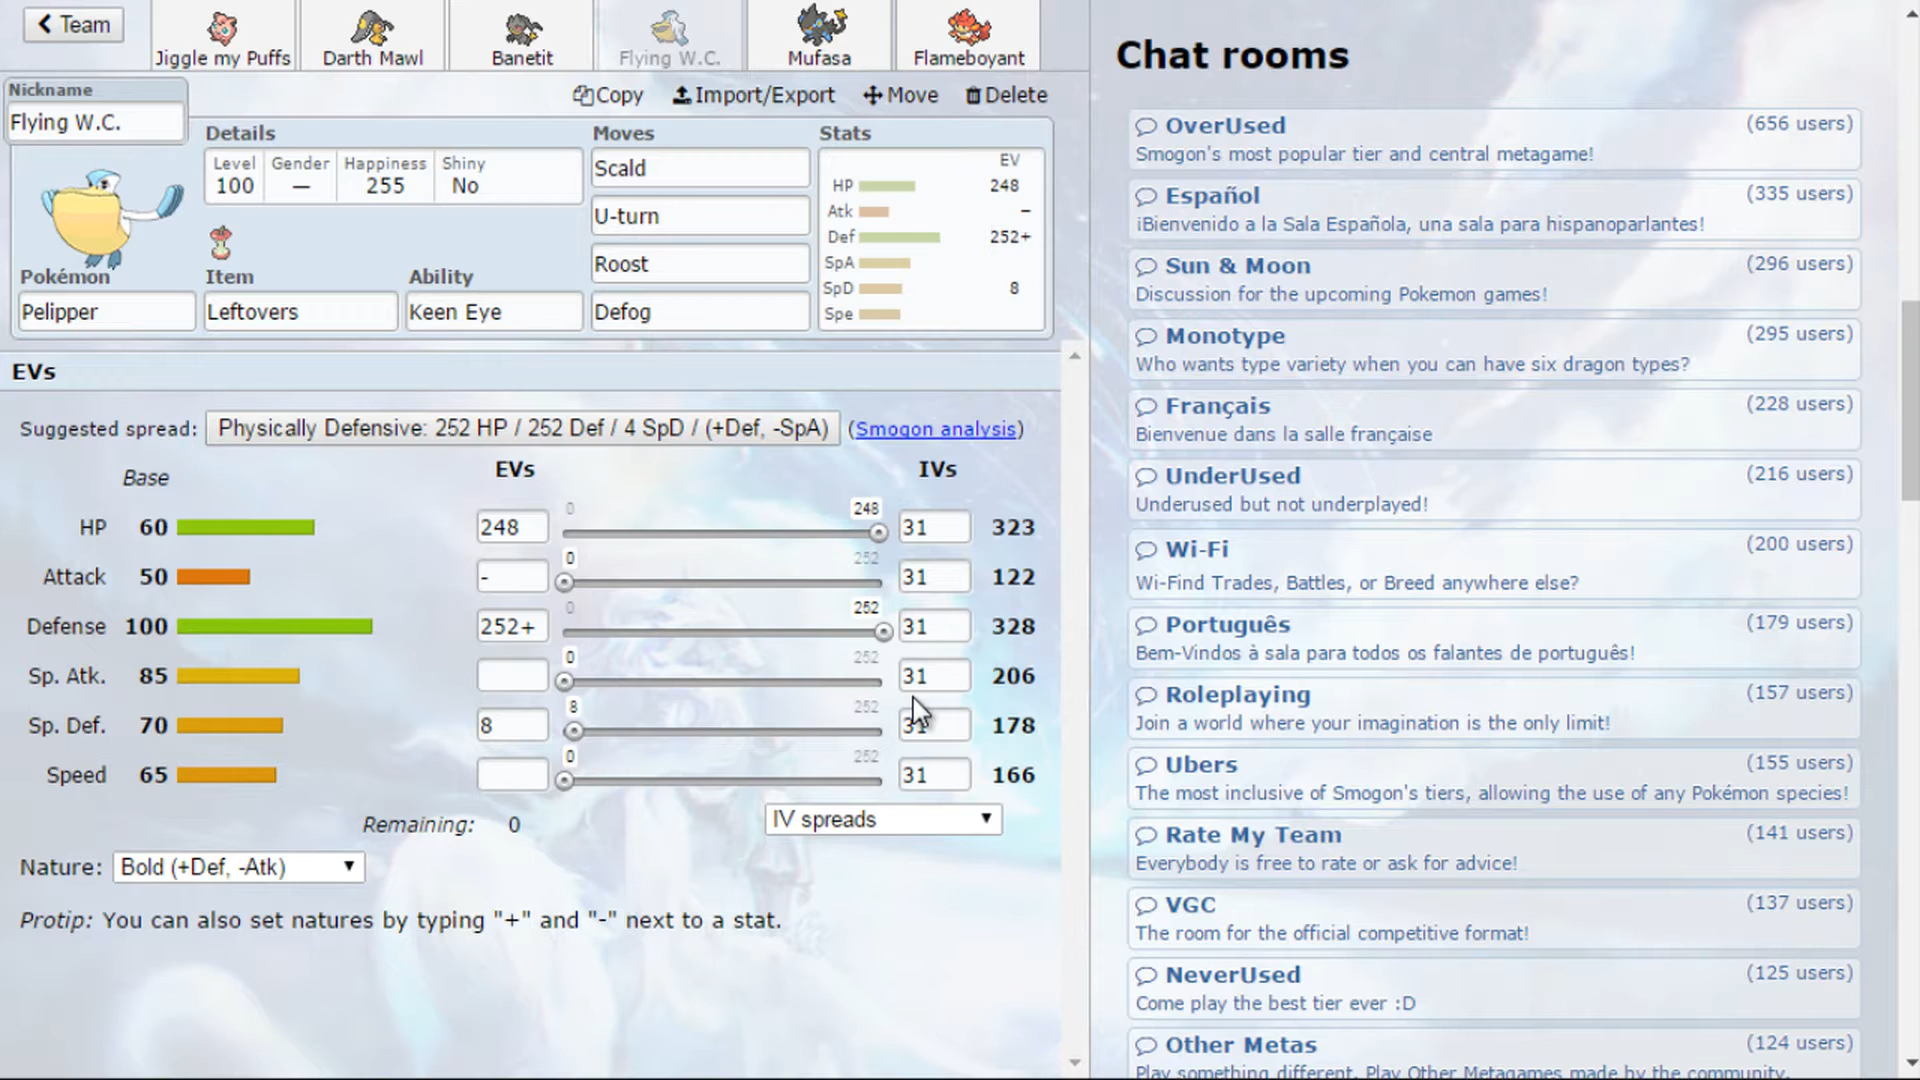 Team
Jiggle my Puffs
Darth Mawl
Banetit
Flying W.C.
Mufasa
Flameboyant
Nickname
Flying W.C.
Copy
Import/Export
Move
Delete
Details
Moves
Stats
Level
100
Gender
—
Happiness
255
Shiny
No
Pokémon
Pelipper
Item
Leftovers
Ability
Keen Eye
Scald
U-turn
Roost
Defog
EV
HP 248
Atk –
Def 252+
SpA
SpD 8
Spe
EVs
Suggested spread: Physically Defensive: 252 HP / 252 Def / 4 SpD / (+Def, -SpA) (Smogon analysis)
Base EVs IVs
HP 60 248 0 248 31 323
Attack 50 - 0 252 31 122
Defense 100 252+ 0 252 31 328
Sp. Atk. 85 0 252 31 206
Sp. Def. 70 8 8 252 31 178
Speed 65 0 252 31 166
Remaining: 0
IV spreads
Nature: Bold (+Def, -Atk)
Protip: You can also set natures by typing "+" and "-" next to a stat.
Chat rooms
OverUsed (656 users)
Smogon's most popular tier and central metagame!
Español (335 users)
¡Bienvenido a la Sala Española, una sala para hispanoparlantes!
Sun & Moon (296 users)
Discussion for the upcoming Pokemon games!
Monotype (295 users)
Who wants type variety when you can have six dragon types?
Français (228 users)
Bienvenue dans la salle française
UnderUsed (216 users)
Underused but not underplayed!
Wi-Fi (200 users)
Wi-Find Trades, Battles, or Breed anywhere else?
Português (179 users)
Bem-Vindos à sala para todos os falantes de português!
Roleplaying (157 users)
Join a world where your imagination is the only limit!
Ubers (155 users)
The most inclusive of Smogon's tiers, allowing the use of any Pokémon species!
Rate My Team (141 users)
Everybody is free to rate or ask for advice!
VGC (137 users)
The room for the official competitive format!
NeverUsed (125 users)
Come play the best tier ever :D
Other Metas (124 users)
Play something different. Play Other Metagames made by the community.